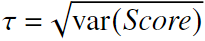 τ = √var(Score)